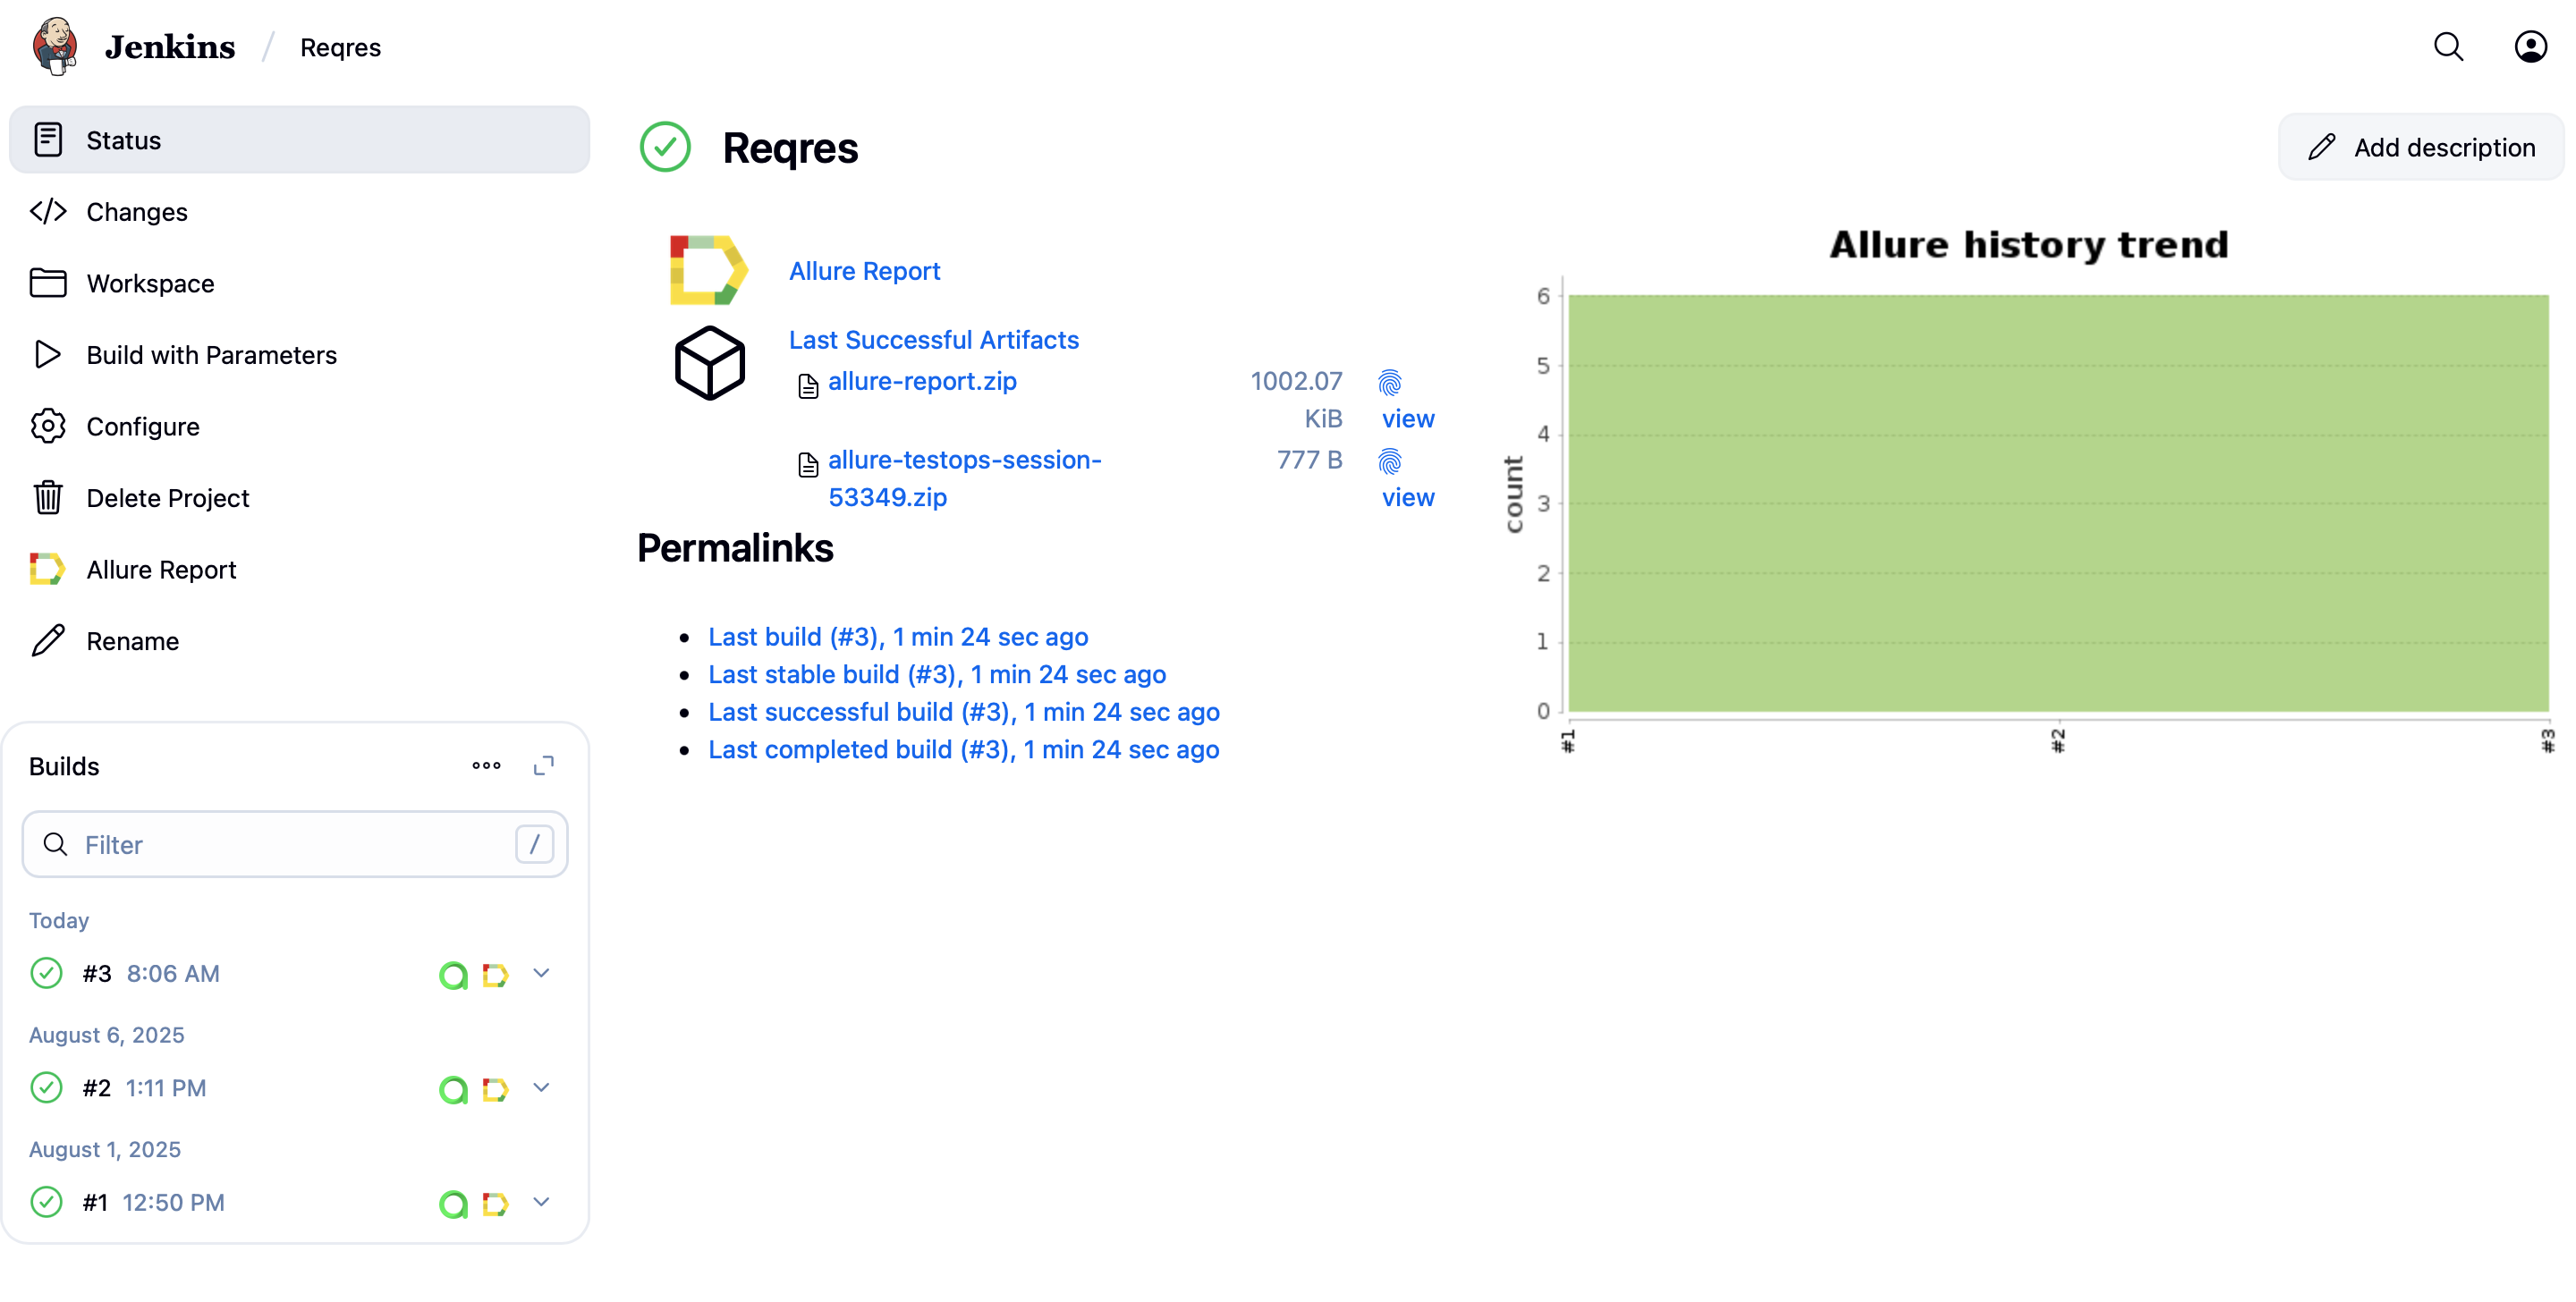 Jenkins / Reqres
Status
Changes
Workspace
Build with Parameters
Configure
Delete Project
Allure Report
Rename
Builds
Filter
/
Today
#3 8:06 AM
August 6, 2025
#2 1:11 PM
August 1, 2025
#1 12:50 PM
Reqres
Add description
Allure Report
Last Successful Artifacts
allure-report.zip 1002.07
KiB view
allure-testops-session- 777 B
53349.zip view
Permalinks
Last build (#3), 1 min 24 sec ago
Last stable build (#3), 1 min 24 sec ago
Last successful build (#3), 1 min 24 sec ago
Last completed build (#3), 1 min 24 sec ago
Allure history trend
count
6
5
4
3
2
1
0
#1 #2 #3